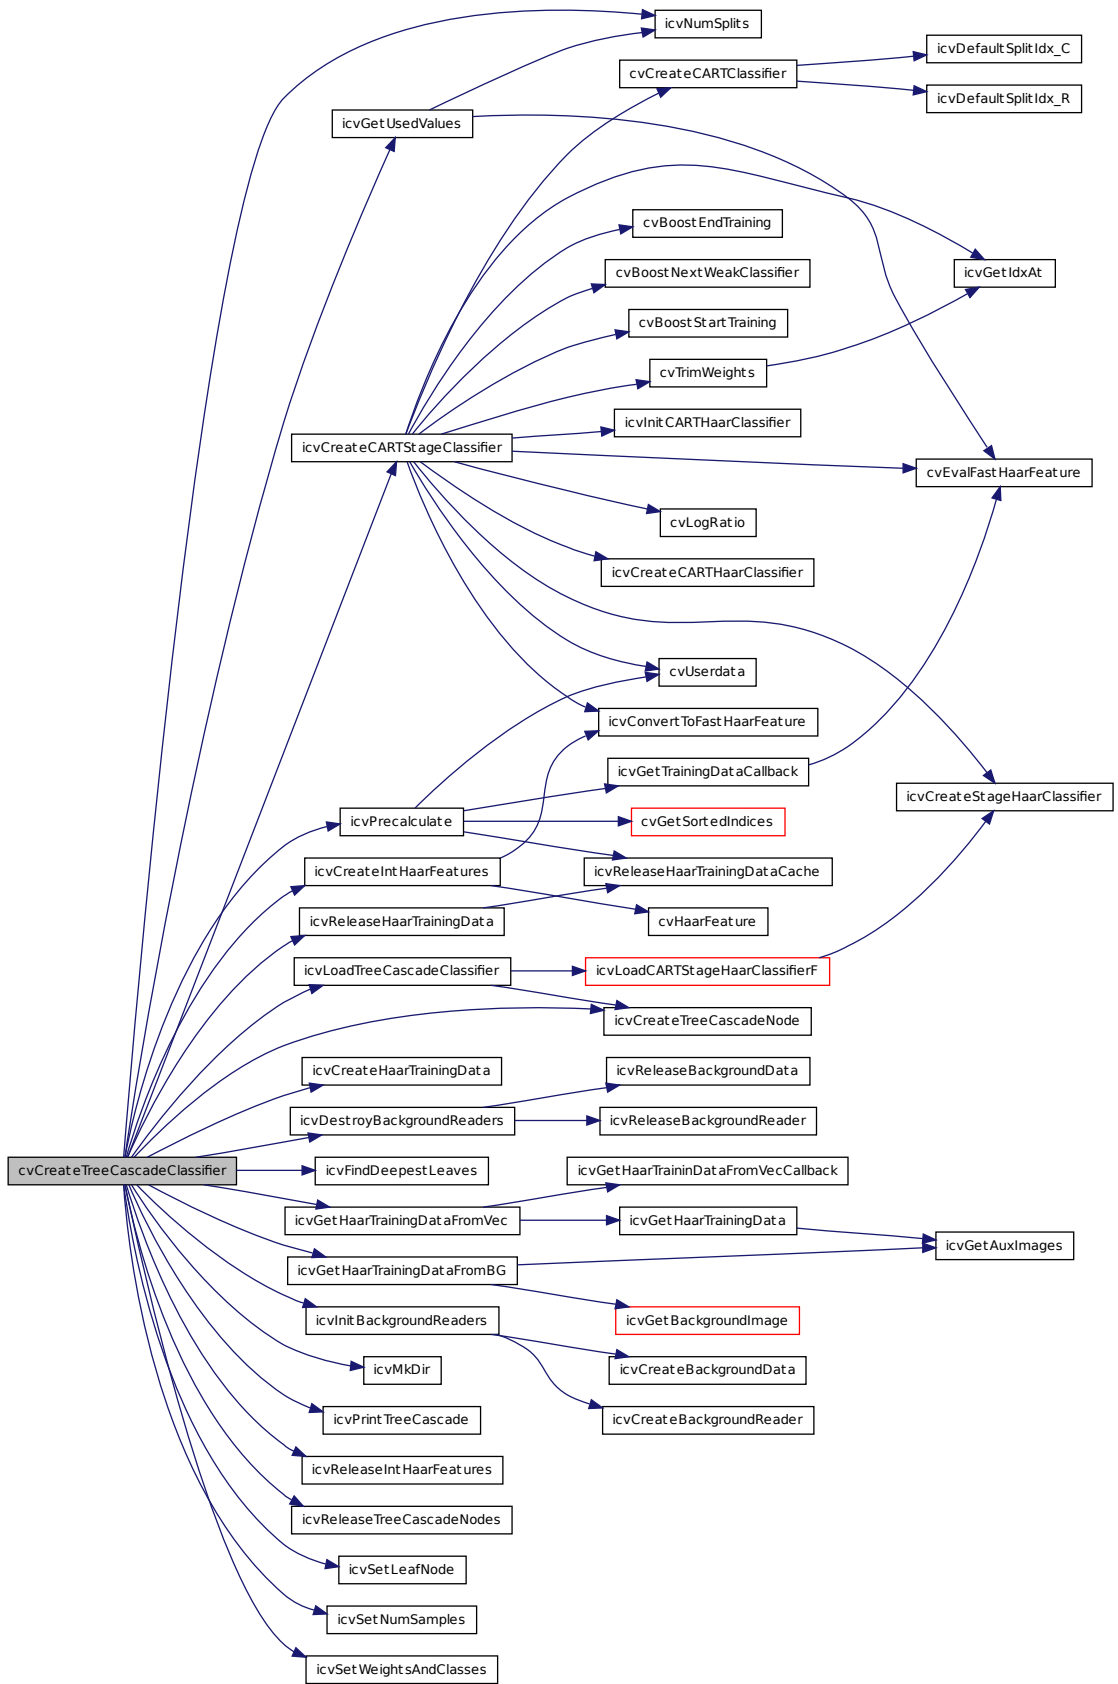 icvNumSplits
icvDefaultSplitIdx_C
cvCreateCARTClassifier
icvDefaultSplitIdx_R
icvGetUsedValues
cvBoostEndTraining
cvBoostNextWeakClassifier
icvGetIdxAt
cvBoostStartTraining
cvTrimWeights
icvInitCARTHaarClassifier
icvCreateCARTStageClassifier
cvEvalFastHaarFeature
cvLogRatio
icvCreateCARTHaarClassifier
cvUserdata
icvConvertToFastHaarFeature
icvGetTrainingDataCallback
icvCreateStageHaarClassifier
icvPrecalculate
cvGetSortedIndices
icvCreateIntHaarFeatures
icvReleaseHaarTrainingDataCache
icvReleaseHaarTrainingData
cvHaarFeature
icvLoadTreeCascadeClassifier
icvLoadCARTStageHaarClassifierF
icvCreateTreeCascadeNode
icvCreateHaarTrainingData
icvReleaseBackgroundData
icvDestroyBackgroundReaders
icvReleaseBackgroundReader
cvCreateTreeCascadeClassifier
icvFindDeepestLeaves
icvGetHaarTraininDataFromVecCallback
icvGetHaarTrainingDataFromVec
icvGetHaarTrainingData
icvGetAuxImages
icvGetHaarTrainingDataFromBG
icvInitBackgroundReaders
icvGetBackgroundImage
icvMkDir
icvCreateBackgroundData
icvPrintTreeCascade
icvCreateBackgroundReader
icvReleaseIntHaarFeatures
icvReleaseTreeCascadeNodes
icvSetLeafNode
icvSetNumSamples
icvSetWeightsAndClasses